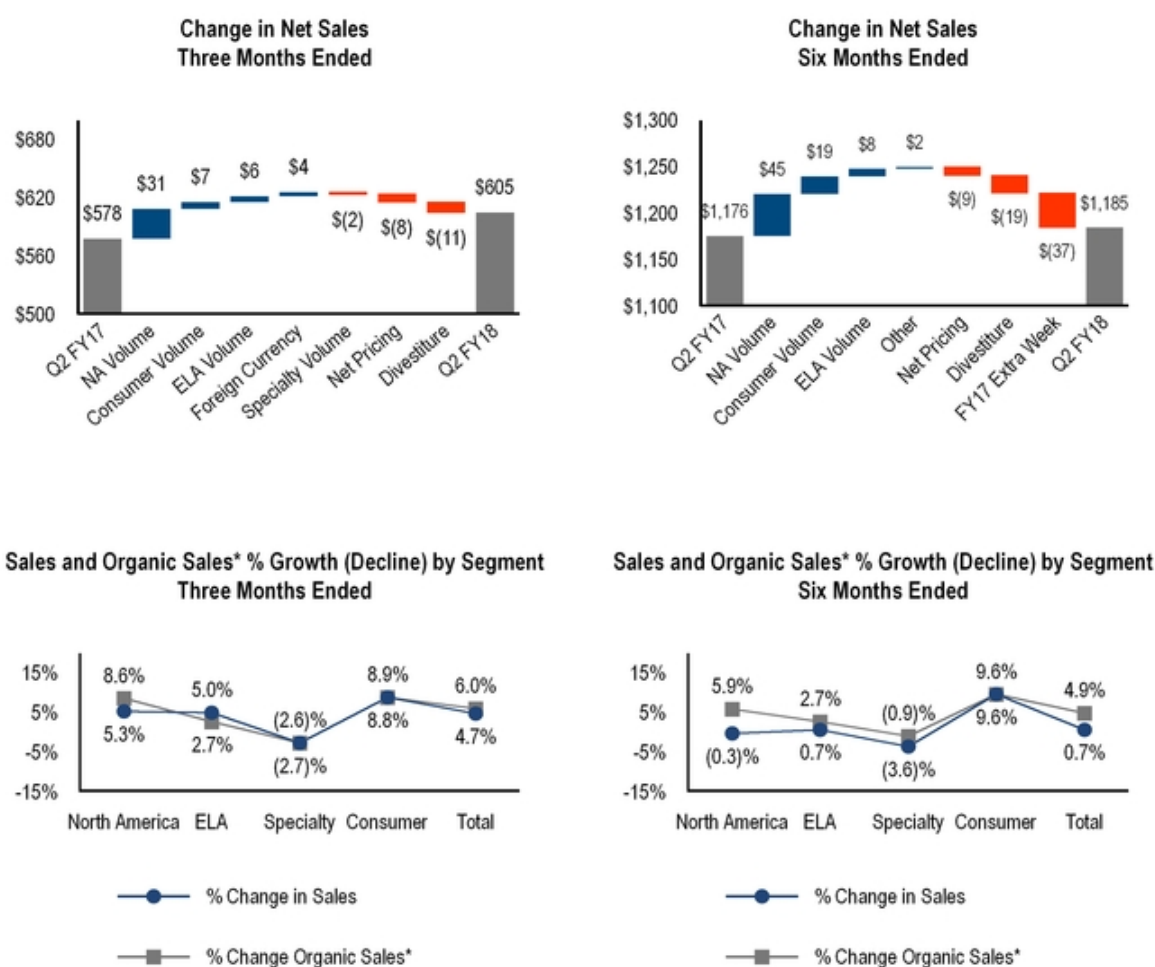 Change in Net Sales
Three Months Ended
$680
$620
$560
$500
$578
$31
$7
$6
$4
$(2)
$(8)
$(11)
$605
Q2 FY17
NA Volume
Consumer Volume
ELA Volume
Foreign Currency
Specialty Volume
Net Pricing
Divestiture
Q2 FY18
Change in Net Sales
Six Months Ended
$1,300
$1,250
$1,200
$1,150
$1,100
$1,176
$45
$19
$8
$2
$(9)
$(19)
$(37)
$1,185
Q2 FY17
NA Volume
Consumer Volume
ELA Volume
Other
Net Pricing
Divestiture
FY17 Extra Week
Q2 FY18
Sales and Organic Sales* % Growth (Decline) by Segment
Three Months Ended
15%
5%
-5%
-15%
8.6%
5.3%
5.0%
2.7%
(2.6)%
(2.7)%
8.9%
8.8%
6.0%
4.7%
North America
ELA
Specialty
Consumer
Total
% Change in Sales
% Change Organic Sales*
Sales and Organic Sales* % Growth (Decline) by Segment
Six Months Ended
15%
5%
-5%
-15%
5.9%
(0.3)%
2.7%
0.7%
(0.9)%
(3.6)%
9.6%
9.6%
4.9%
0.7%
North America
ELA
Specialty
Consumer
Total
% Change in Sales
% Change Organic Sales*